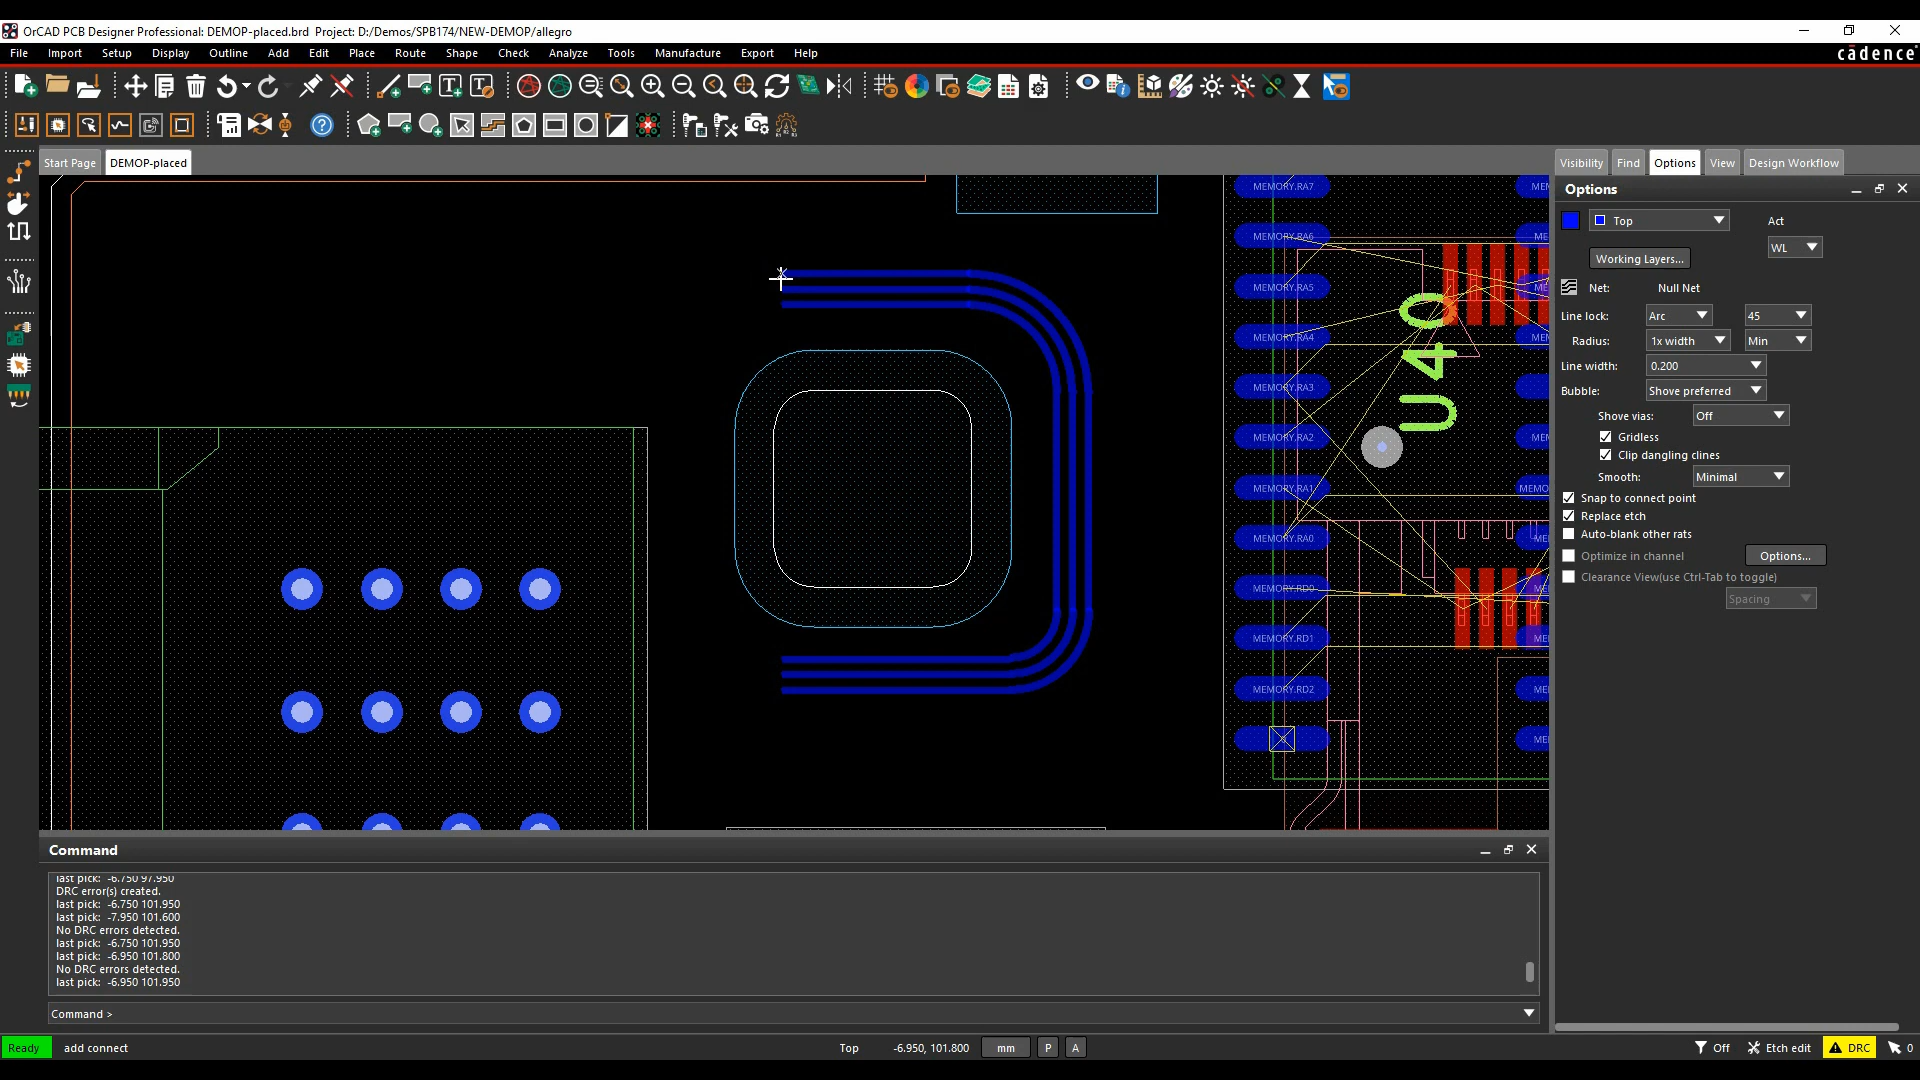 OrCAD PCB Designer Professional: DEMOP-placed.brd  Project: D:/Demos/SPB174/NEW-DEMOP/allegro
File Import Setup Display Outline Add Edit Place Route Shape Check Analyze Tools Manufacture Export Help
cādence
Start Page
DEMOP-placed
Visibility Find Options View Design Workflow
Options
Top
Act
WL
Working Layers...
Net: Null Net
Line lock: Arc 45
Radius: 1x width Min
Line width: 0.200
Bubble: Shove preferred
Shove vias: Off
Gridless
Clip dangling clines
Smooth: Minimal
Snap to connect point
Replace etch
Auto-blank other rats
Optimize in channel Options...
Clearance View(use Ctrl-Tab to toggle)
Spacing
MEMORY.RA7
MEMORY.RA6
MEMORY.RA5
MEMORY.RA4
MEMORY.RA3
MEMORY.RA2
MEMORY.RA1
MEMORY.RA0
MEMORY.RD0
MEMORY.RD1
MEMORY.RD2
U40
Command
last pick:  -6.750 97.950
DRC error(s) created.
last pick:  -6.750 101.950
last pick:  -7.950 101.600
No DRC errors detected.
last pick:  -6.750 101.950
last pick:  -6.950 101.800
No DRC errors detected.
last pick:  -6.950 101.950
Command >
Ready add connect Top -6.950, 101.800 mm P A Off Etch edit DRC 0